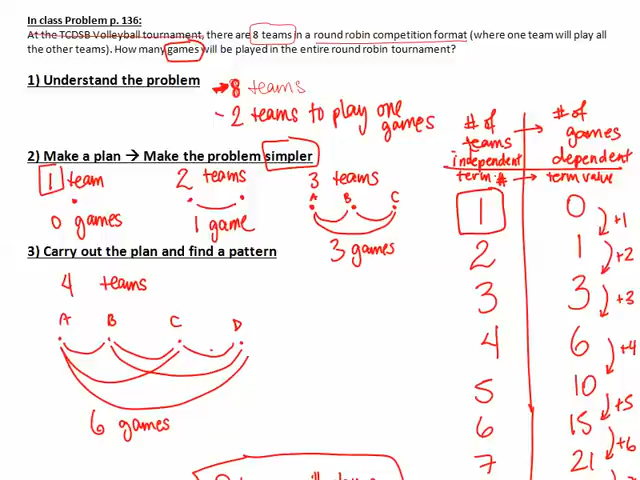 In class Problem p. 136:
At the TCDSB Volleyball tournament, there are 8 teams in a round robin competition format (where one team will play all
the other teams). How many games will be played in the entire round robin tournament?
1) Understand the problem
→ 8 teams
- 2 teams to play one
games
2) Make a plan → Make the problem simpler
1 team
0 games
2 teams
1 game
3 teams
A B C
3 games
3) Carry out the plan and find a pattern
4 teams
A B C D
6 games
# of teams → # of games
independent dependent
term # → term value
1 0
+1
2 1
+2
3 3
+3
4 6
+4
5 10
+5
6 15
+6
7 21